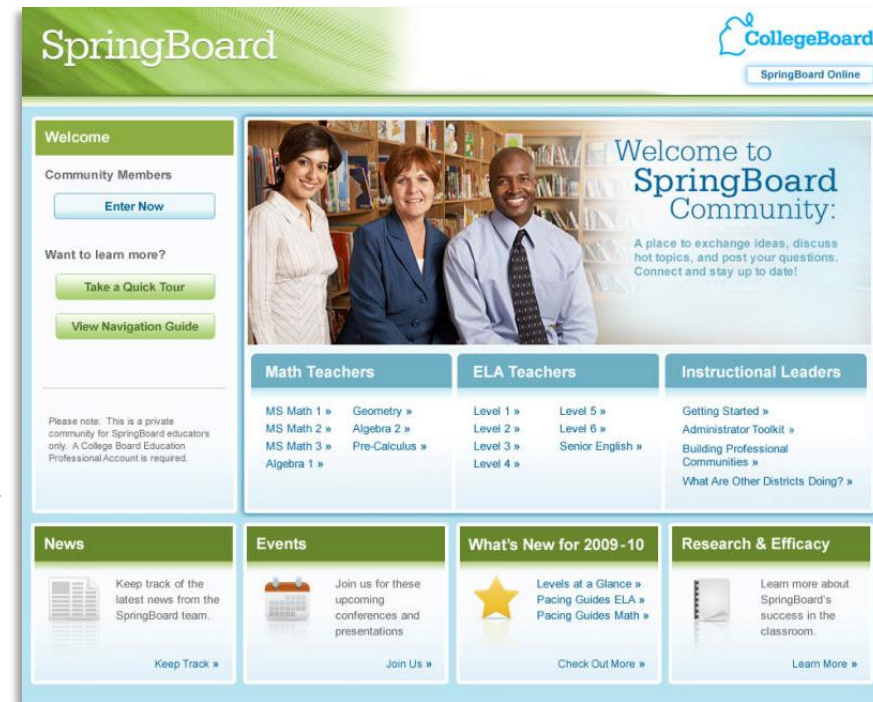 SpringBoard
CollegeBoard
SpringBoard Online
Welcome
Community Members
Enter Now
Want to learn more?
Take a Quick Tour
View Navigation Guide
Please note: This is a private
community for SpringBoard educators
only. A College Board Education
Professional Account is required.
Welcome to
SpringBoard
Community:
A place to exchange ideas, discuss
hot topics, and post your questions.
Connect and stay up to date!
Math Teachers
MS Math 1 »
MS Math 2 »
MS Math 3 »
Algebra 1 »
Geometry »
Algebra 2 »
Pre-Calculus »
ELA Teachers
Level 1 »
Level 2 »
Level 3 »
Level 4 »
Level 5 »
Level 6 »
Senior English »
Instructional Leaders
Getting Started »
Administrator Toolkit »
Building Professional
Communities »
What Are Other Districts Doing? »
News
Keep track of the
latest news from the
SpringBoard team.
Keep Track »
Events
Join us for these
upcoming
conferences and
presentations
Join Us »
What's New for 2009-10
Levels at a Glance »
Pacing Guides ELA »
Pacing Guides Math »
Check Out More »
Research & Efficacy
Learn more about
SpringBoard's
success in the
classroom.
Learn More »